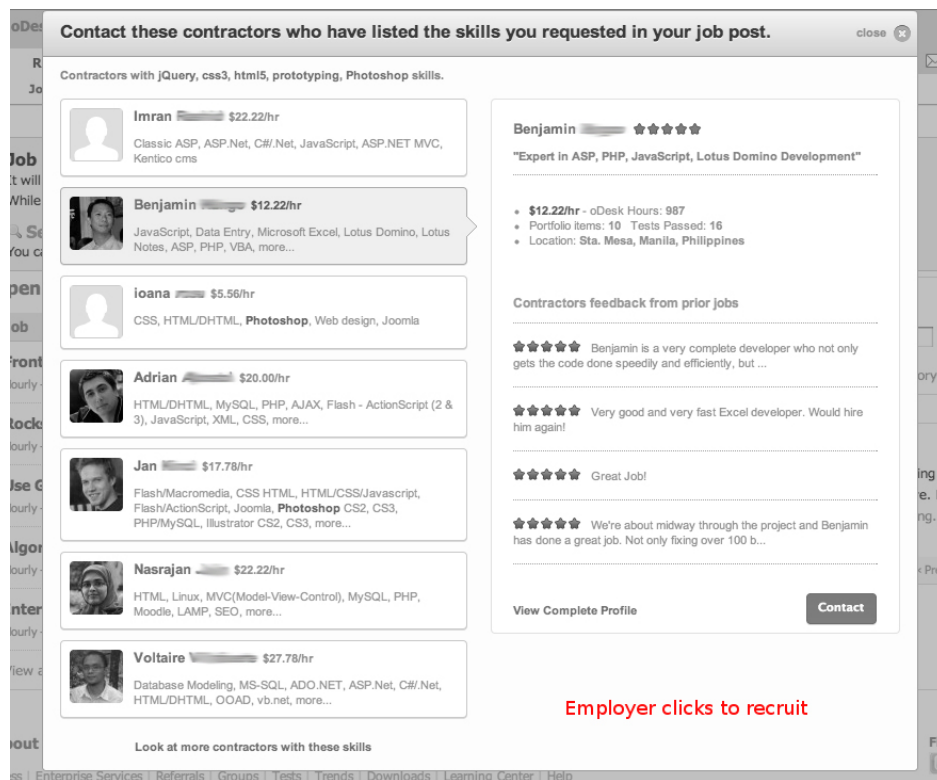 oDes
Contact these contractors who have listed the skills you requested in your job post.
close
Contractors with jQuery, css3, html5, prototyping, Photoshop skills.
Imran $22.22/hr
Classic ASP, ASP.Net, C#/.Net, JavaScript, ASP.NET MVC,
Kentico cms
Benjamin $12.22/hr
JavaScript, Data Entry, Microsoft Excel, Lotus Domino, Lotus
Notes, ASP, PHP, VBA, more...
ioana $5.56/hr
CSS, HTML/DHTML, Photoshop, Web design, Joomla
Adrian $20.00/hr
HTML/DHTML, MySQL, PHP, AJAX, Flash - ActionScript (2 &
3), JavaScript, XML, CSS, more...
Jan $17.78/hr
Flash/Macromedia, CSS HTML, HTML/CSS/Javascript,
Flash/ActionScript, Joomla, Photoshop CS2, CS3,
PHP/MySQL, Illustrator CS2, CS3, more...
Nasrajan $22.22/hr
HTML, Linux, MVC(Model-View-Control), MySQL, PHP,
Moodle, LAMP, SEO, more...
Voltaire $27.78/hr
Database Modeling, MS-SQL, ADO.NET, ASP.Net, C#/.Net,
HTML/DHTML, OOAD, vb.net, more...
Look at more contractors with these skills
Benjamin
"Expert in ASP, PHP, JavaScript, Lotus Domino Development"
$12.22/hr - oDesk Hours: 987
Portfolio items: 10 Tests Passed: 16
Location: Sta. Mesa, Manila, Philippines
Contractors feedback from prior jobs
Benjamin is a very complete developer who not only
gets the code done speedily and efficiently, but ...
Very good and very fast Excel developer. Would hire
him again!
Great Job!
We're about midway through the project and Benjamin
has done a great job. Not only fixing over 100 b...
View Complete Profile
Contact
Employer clicks to recruit
Job
It will
While
You ca
View a
Enterprise Services | Referrals | Groups | Tests | Trends | Downloads | Learning Center | Help